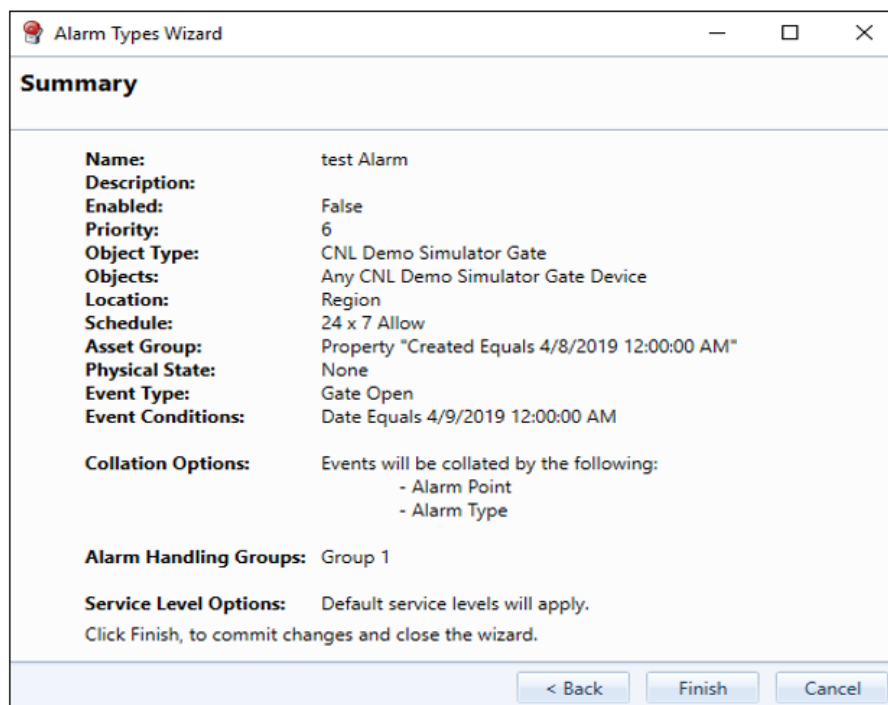 Alarm Types Wizard
Summary
Name: test Alarm
Description:
Enabled: False
Priority: 6
Object Type: CNL Demo Simulator Gate
Objects: Any CNL Demo Simulator Gate Device
Location: Region
Schedule: 24 x 7 Allow
Asset Group: Property "Created Equals 4/8/2019 12:00:00 AM"
Physical State: None
Event Type: Gate Open
Event Conditions: Date Equals 4/9/2019 12:00:00 AM
Collation Options: Events will be collated by the following:
- Alarm Point
- Alarm Type
Alarm Handling Groups: Group 1
Service Level Options: Default service levels will apply.
Click Finish, to commit changes and close the wizard.
< Back Finish Cancel